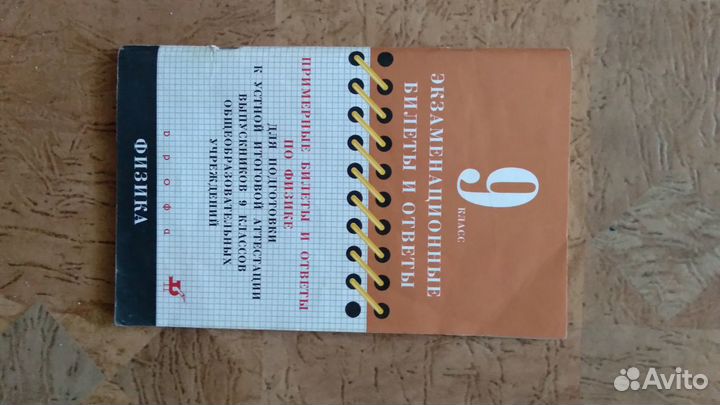 9
КЛАСС
ЭКЗАМЕНАЦИОННЫЕ
БИЛЕТЫ И ОТВЕТЫ
ПРИМЕРНЫЕ БИЛЕТЫ И ОТВЕТЫ
ПО ФИЗИКЕ
ДЛЯ ПОДГОТОВКИ
К УСТНОЙ ИТОГОВОЙ АТТЕСТАЦИИ
ВЫПУСКНИКОВ 9 КЛАССОВ
ОБЩЕОБРАЗОВАТЕЛЬНЫХ
УЧРЕЖДЕНИЙ
дрофа
ФИЗИКА
Avito